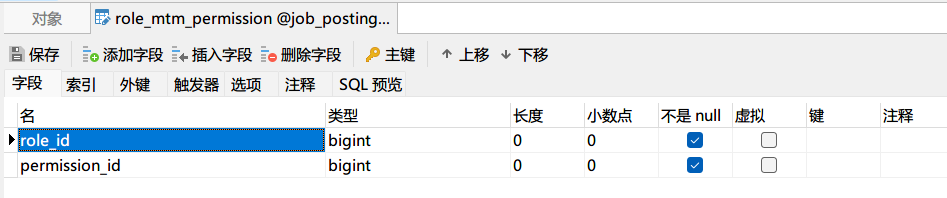 对象 role_mtm_permission @job_posting...
保存 添加字段 插入字段 删除字段 主键 上移 下移
字段 索引 外键 触发器 选项 注释 SQL 预览
名 类型 长度 小数点 不是 null 虚拟 键 注释
role_id bigint 0 0
permission_id bigint 0 0